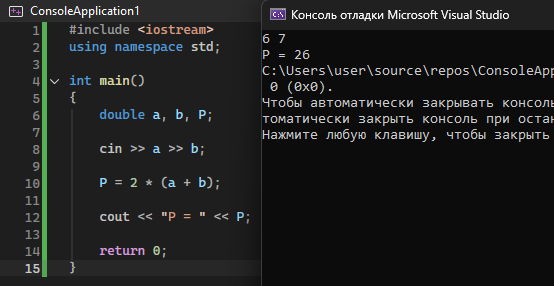 ConsoleApplication1
1 #include <iostream>
2 using namespace std;
3
4 int main()
5 {
6 double a, b, P;
7
8 cin >> a >> b;
9
10 P = 2 * (a + b);
11
12 cout << "P = " << P;
13
14 return 0;
15 }
Консоль отладки Microsoft Visual Studio
6 7
P = 26
C:\Users\user\source\repos\ConsoleApp
0 (0x0).
Чтобы автоматически закрывать консоль
томатически закрыть консоль при остан
Нажмите любую клавишу, чтобы закрыть